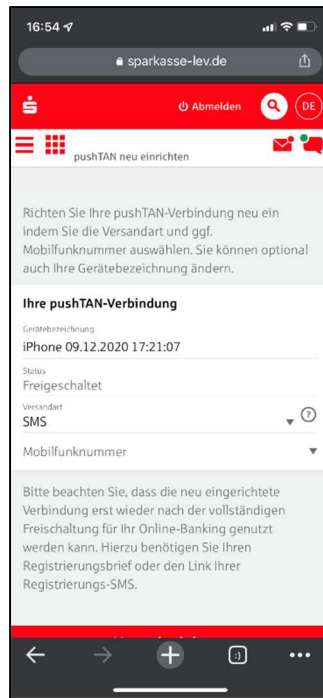 16:54
sparkasse-lev.de
Abmelden
DE
pushTAN neu einrichten
Richten Sie Ihre pushTAN-Verbindung neu ein
indem Sie die Versandart und ggf.
Mobilfunknummer auswählen. Sie können optional
auch Ihre Gerätebezeichnung ändern.
Ihre pushTAN-Verbindung
Gerätebezeichnung
iPhone 09.12.2020 17:21:07
Status
Freigeschaltet
Versandart
SMS
?
Mobilfunknummer
Bitte beachten Sie, dass die neu eingerichtete
Verbindung erst wieder nach der vollständigen
Freischaltung für Ihr Online-Banking genutzt
werden kann. Hierzu benötigen Sie Ihren
Registrierungsbrief oder den Link Ihrer
Registrierungs-SMS.
:)